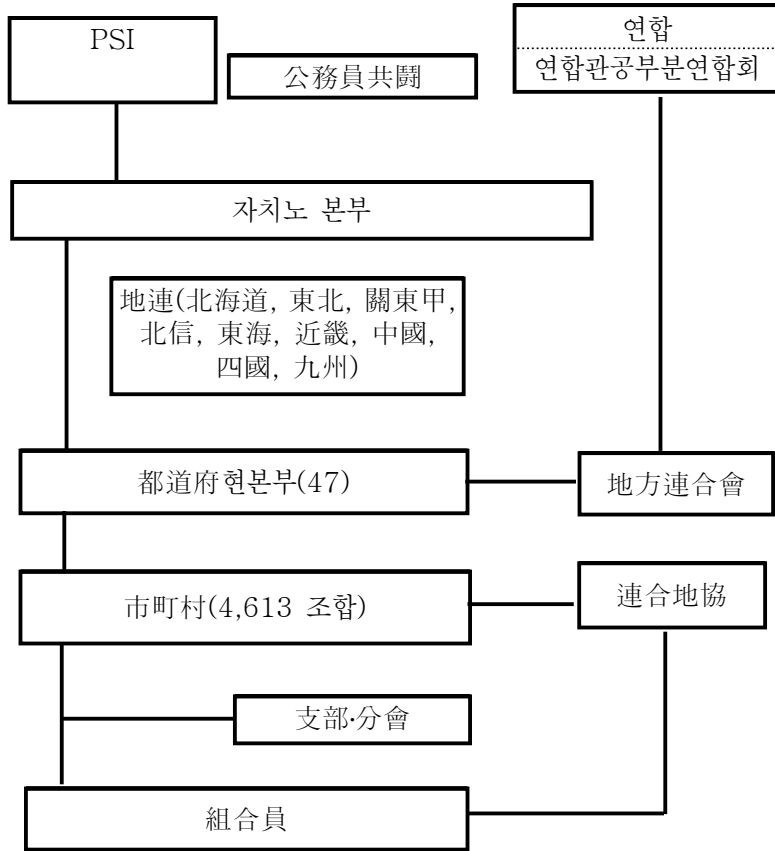 PSI
公務員共鬪
연합
연합관공부분연합회
자치노 본부
地連(北海道, 東北, 關東甲,
北信, 東海, 近畿, 中國,
四國, 九州)
都道府현본부(47)
地方連合會
市町村(4,613 조합)
連合地協
支部·分會
組合員